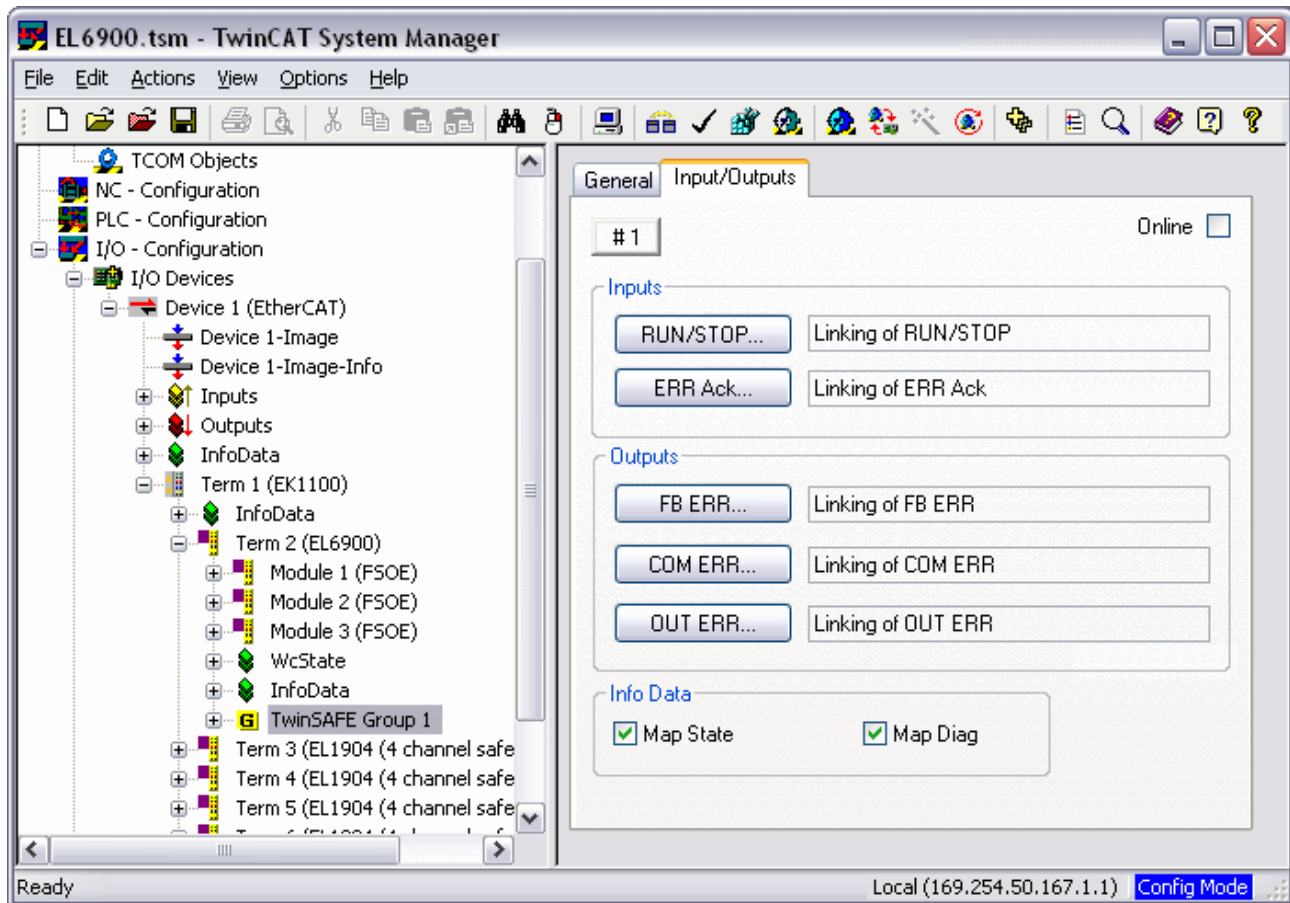 EL6900.tsm - TwinCAT System Manager
File Edit Actions View Options Help
TCOM Objects
NC - Configuration
PLC - Configuration
I/O - Configuration
I/O Devices
Device 1 (EtherCAT)
Device 1-Image
Device 1-Image-Info
Inputs
Outputs
InfoData
Term 1 (EK1100)
InfoData
Term 2 (EL6900)
Module 1 (FSOE)
Module 2 (FSOE)
Module 3 (FSOE)
WcState
InfoData
G TwinSAFE Group 1
Term 3 (EL1904 (4 channel safe
Term 4 (EL1904 (4 channel safe
Term 5 (EL1904 (4 channel safe
General Input/Outputs
#1 Online
Inputs
RUN/STOP... Linking of RUN/STOP
ERR Ack... Linking of ERR Ack
Outputs
FB ERR... Linking of FB ERR
COM ERR... Linking of COM ERR
OUT ERR... Linking of OUT ERR
Info Data
Map State Map Diag
Ready Local (169.254.50.167.1.1) Config Mode